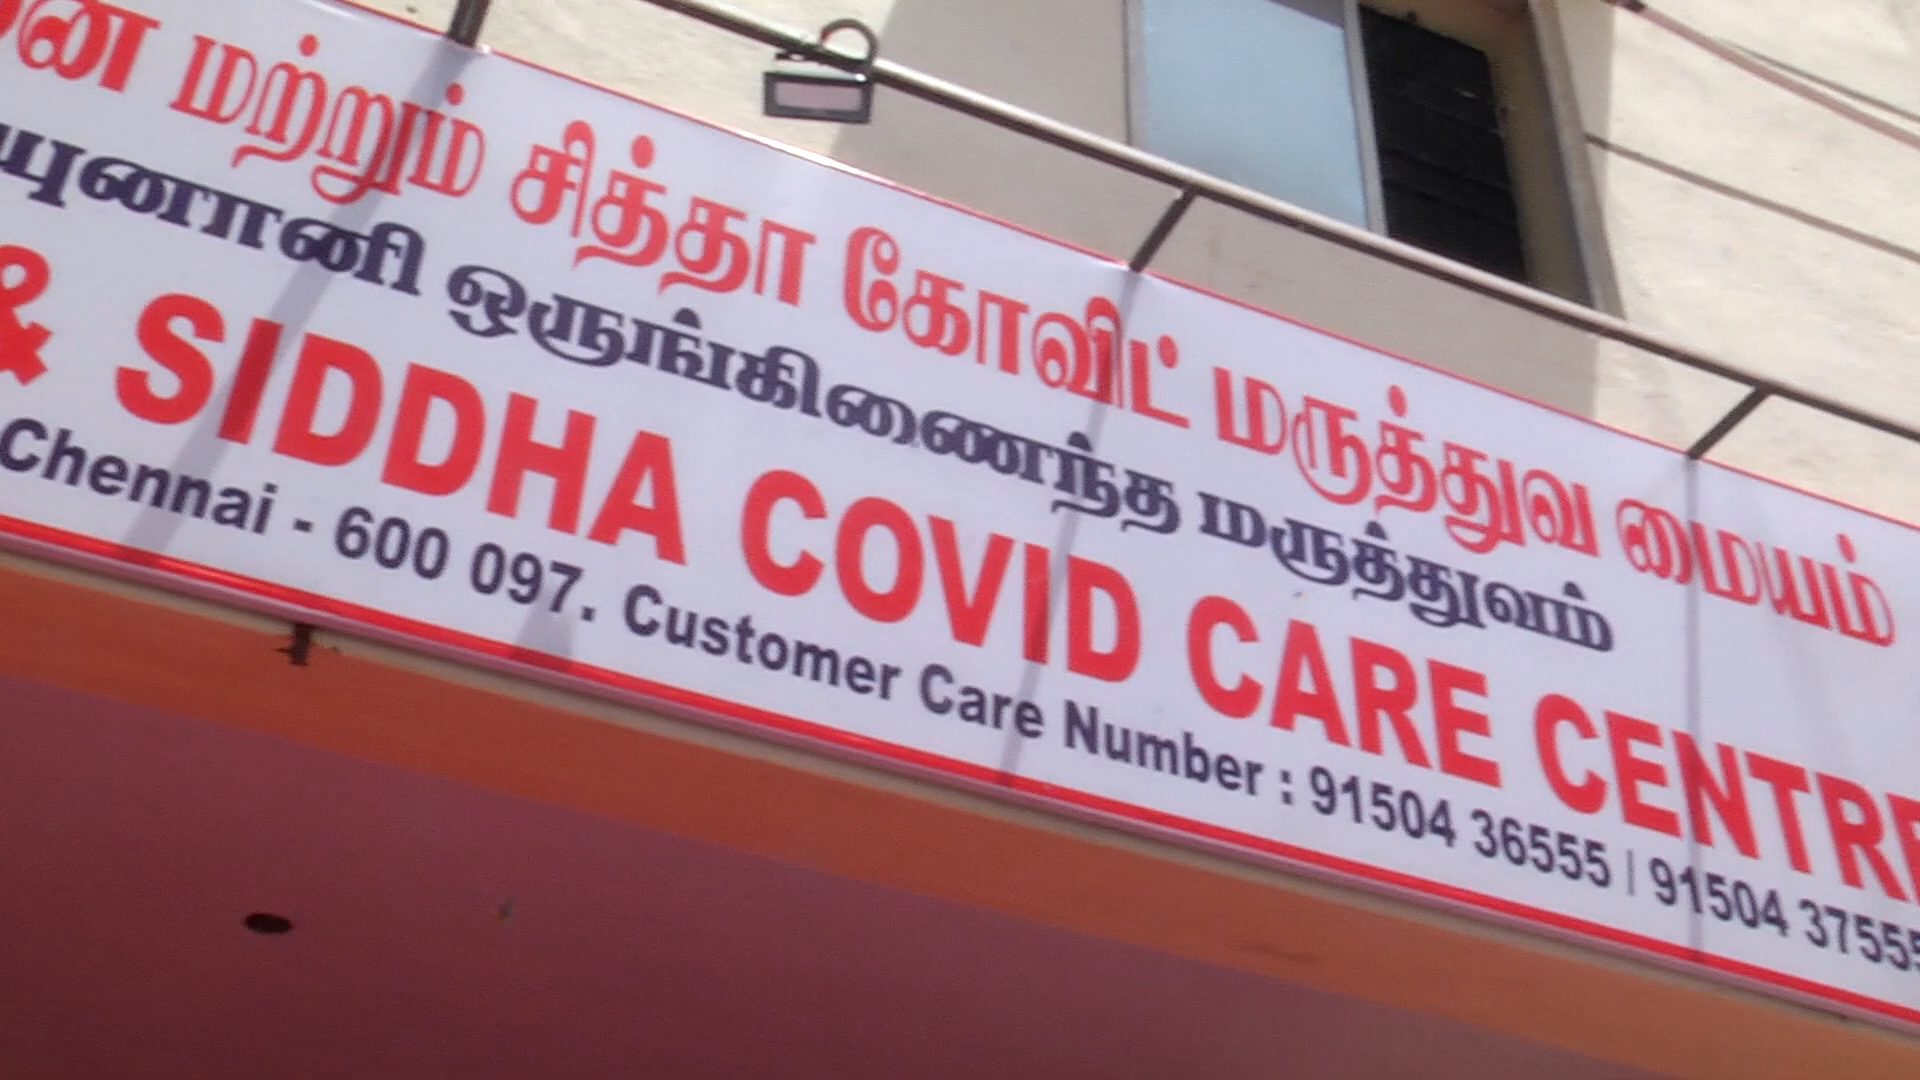 மற்றும் சித்தா கோவிட் மருத்துவ மையம்
யுனானி ஒருங்கிணைந்த மருத்துவம்
& SIDDHA COVID CARE CENTRE
Chennai - 600 097. Customer Care Number : 91504 36555 | 91504 37555